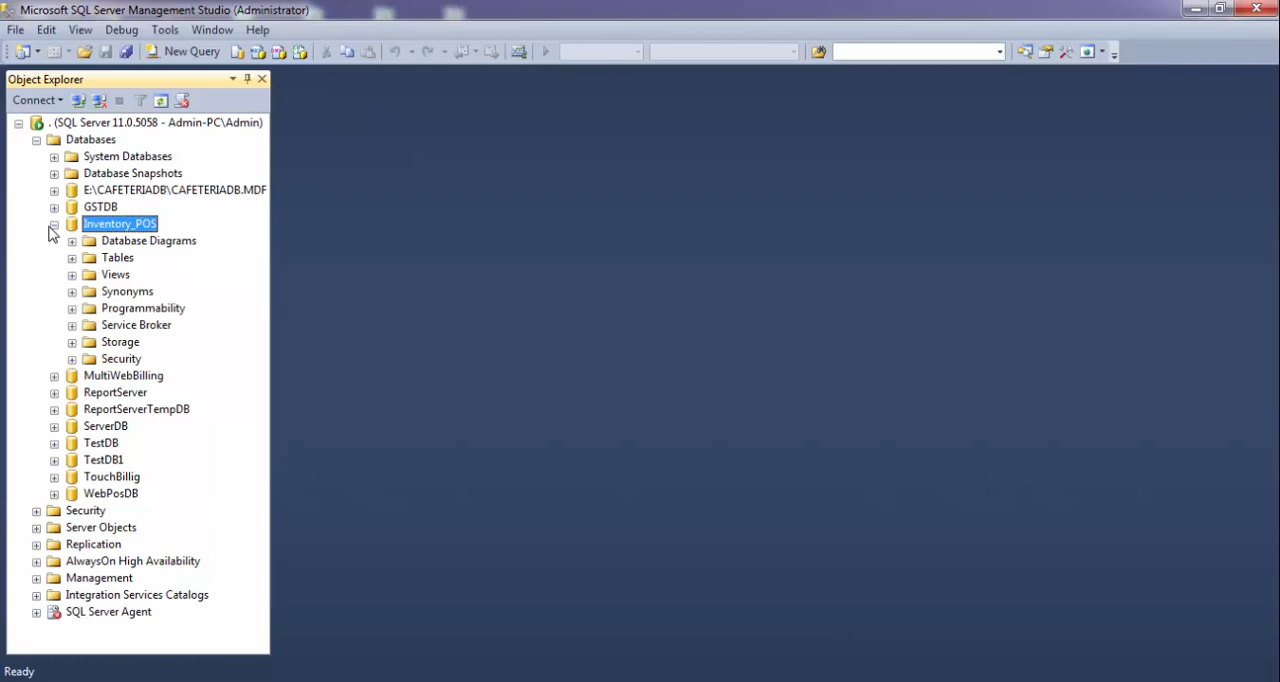 Microsoft SQL Server Management Studio (Administrator)
File Edit View Debug Tools Window Help
New Query
Object Explorer
Connect
. (SQL Server 11.0.5058 - Admin-PC\Admin)
Databases
System Databases
Database Snapshots
E:\CAFETERIADB\CAFETERIADB.MDF
GSTDB
Inventory_POS
Database Diagrams
Tables
Views
Synonyms
Programmability
Service Broker
Storage
Security
MultiWebBilling
ReportServer
ReportServerTempDB
ServerDB
TestDB
TestDB1
TouchBillig
WebPosDB
Security
Server Objects
Replication
AlwaysOn High Availability
Management
Integration Services Catalogs
SQL Server Agent
Ready